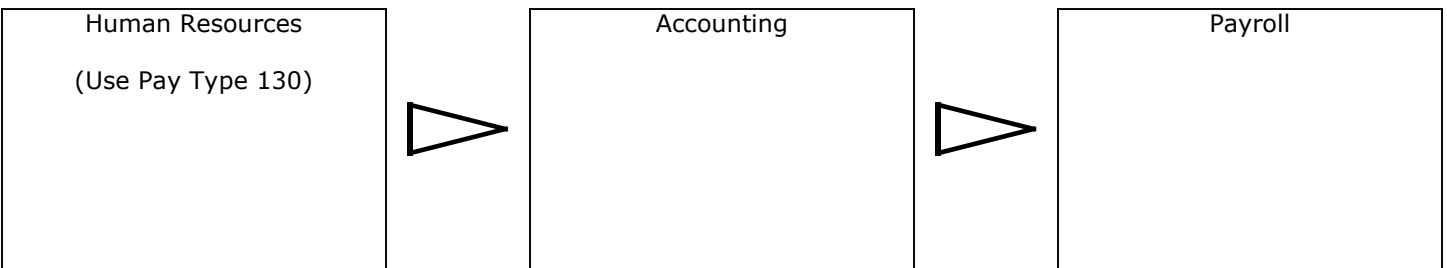 Human Resources
(Use Pay Type 130)
Accounting
Payroll